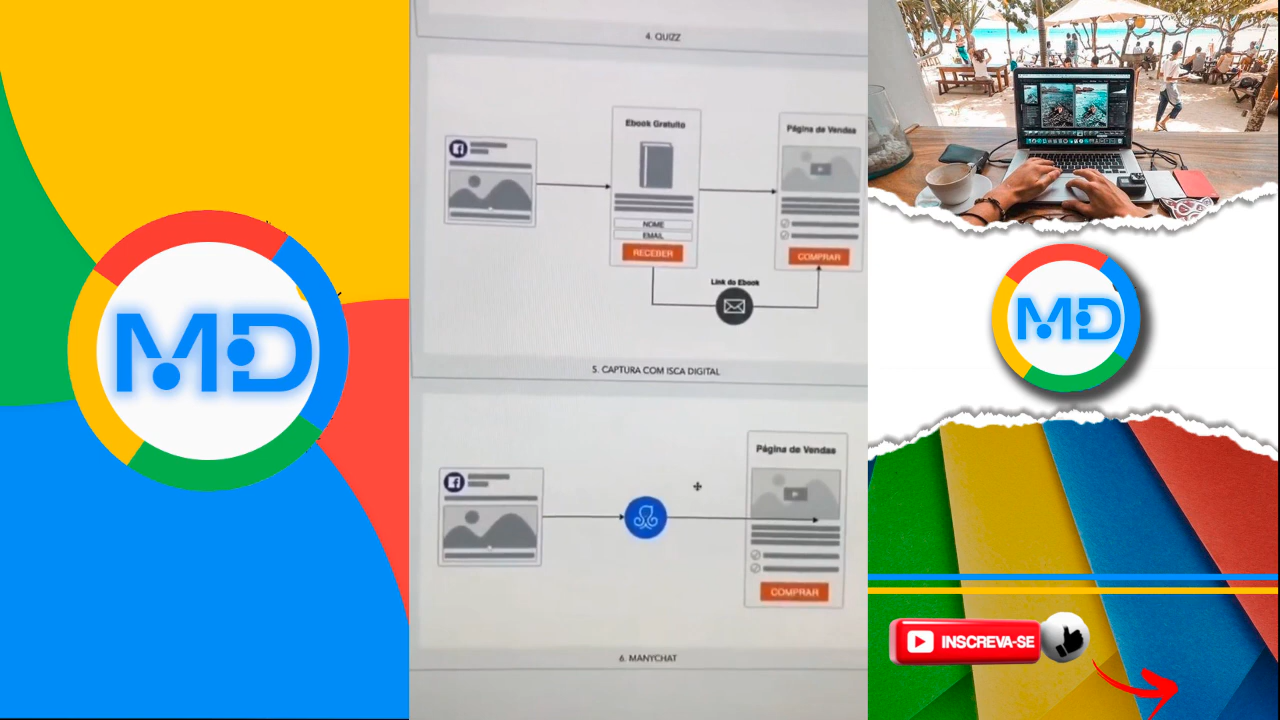 MD
4. QUIZZ
Ebook Gratuito
NOME
EMAIL
RECEBER
Página de Vendas
COMPRAR
Link do Ebook
5. CAPTURA COM ISCA DIGITAL
Página de Vendas
COMPRAR
6. MANYCHAT
MD
INSCREVA-SE